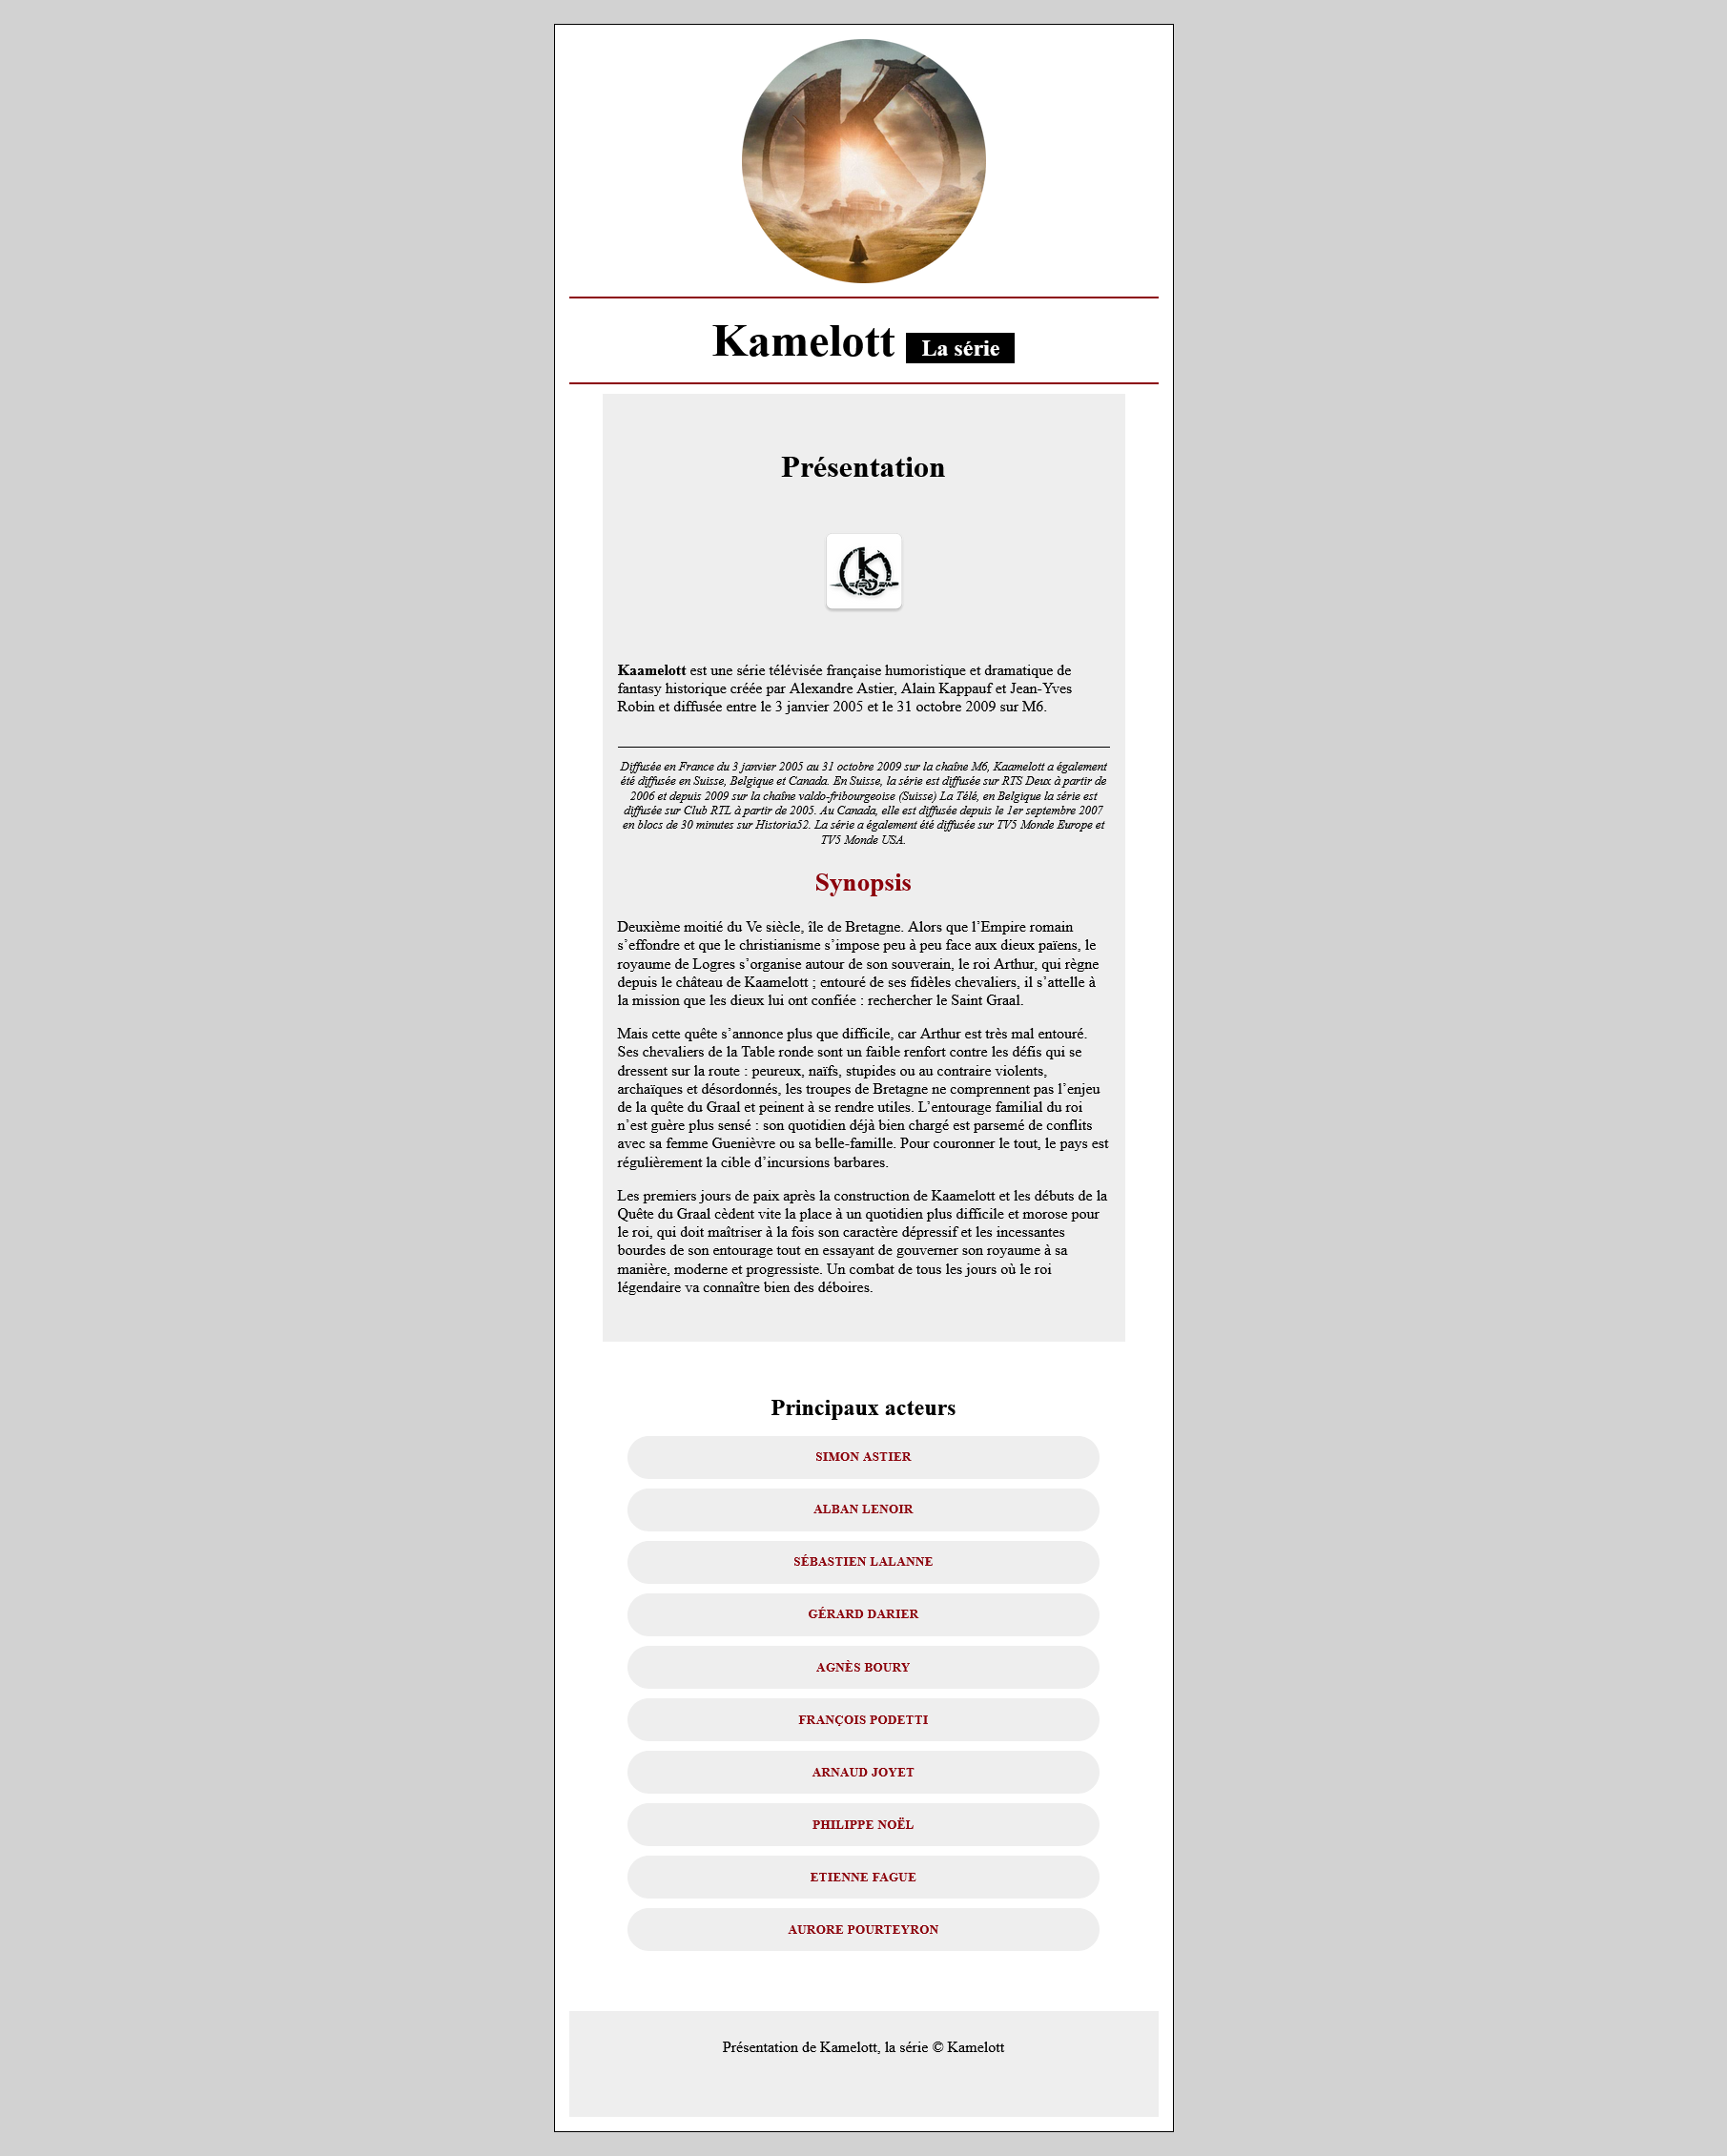 K
Kamelott La série
Présentation
K
Kaamelott est une série télévisée française humoristique et dramatique de
fantasy historique créée par Alexandre Astier, Alain Kappauf et Jean-Yves
Robin et diffusée entre le 3 janvier 2005 et le 31 octobre 2009 sur M6.
Diffusée en France du 3 janvier 2005 au 31 octobre 2009 sur la chaîne M6, Kaamelott a également
été diffusée en Suisse, Belgique et Canada. En Suisse, la série est diffusée sur RTS Deux à partir de
2006 et depuis 2009 sur la chaîne valdo-fribourgeoise (Suisse) La Télé, en Belgique la série est
diffusée sur Club RTL à partir de 2005. Au Canada, elle est diffusée depuis le 1er septembre 2007
en blocs de 30 minutes sur Historia52. La série a également été diffusée sur TV5 Monde Europe et
TV5 Monde USA.
Synopsis
Deuxième moitié du Ve siècle, île de Bretagne. Alors que l’Empire romain
s’effondre et que le christianisme s’impose peu à peu face aux dieux païens, le
royaume de Logres s’organise autour de son souverain, le roi Arthur, qui règne
depuis le château de Kaamelott ; entouré de ses fidèles chevaliers, il s’attelle à
la mission que les dieux lui ont confiée : rechercher le Saint Graal.
Mais cette quête s’annonce plus que difficile, car Arthur est très mal entouré.
Ses chevaliers de la Table ronde sont un faible renfort contre les défis qui se
dressent sur la route : peureux, naïfs, stupides ou au contraire violents,
archaïques et désordonnés, les troupes de Bretagne ne comprennent pas l’enjeu
de la quête du Graal et peinent à se rendre utiles. L’entourage familial du roi
n’est guère plus sensé : son quotidien déjà bien chargé est parsemé de conflits
avec sa femme Guenièvre ou sa belle-famille. Pour couronner le tout, le pays est
régulièrement la cible d’incursions barbares.
Les premiers jours de paix après la construction de Kaamelott et les débuts de la
Quête du Graal cèdent vite la place à un quotidien plus difficile et morose pour
le roi, qui doit maîtriser à la fois son caractère dépressif et les incessantes
bourdes de son entourage tout en essayant de gouverner son royaume à sa
manière, moderne et progressiste. Un combat de tous les jours où le roi
légendaire va connaître bien des déboires.
Principaux acteurs
SIMON ASTIER
ALBAN LENOIR
SÉBASTIEN LALANNE
GÉRARD DARIER
AGNÈS BOURY
FRANÇOIS PODETTI
ARNAUD JOYET
PHILIPPE NOËL
ETIENNE FAGUE
AURORE POURTEYRON
Présentation de Kamelott, la série © Kamelott